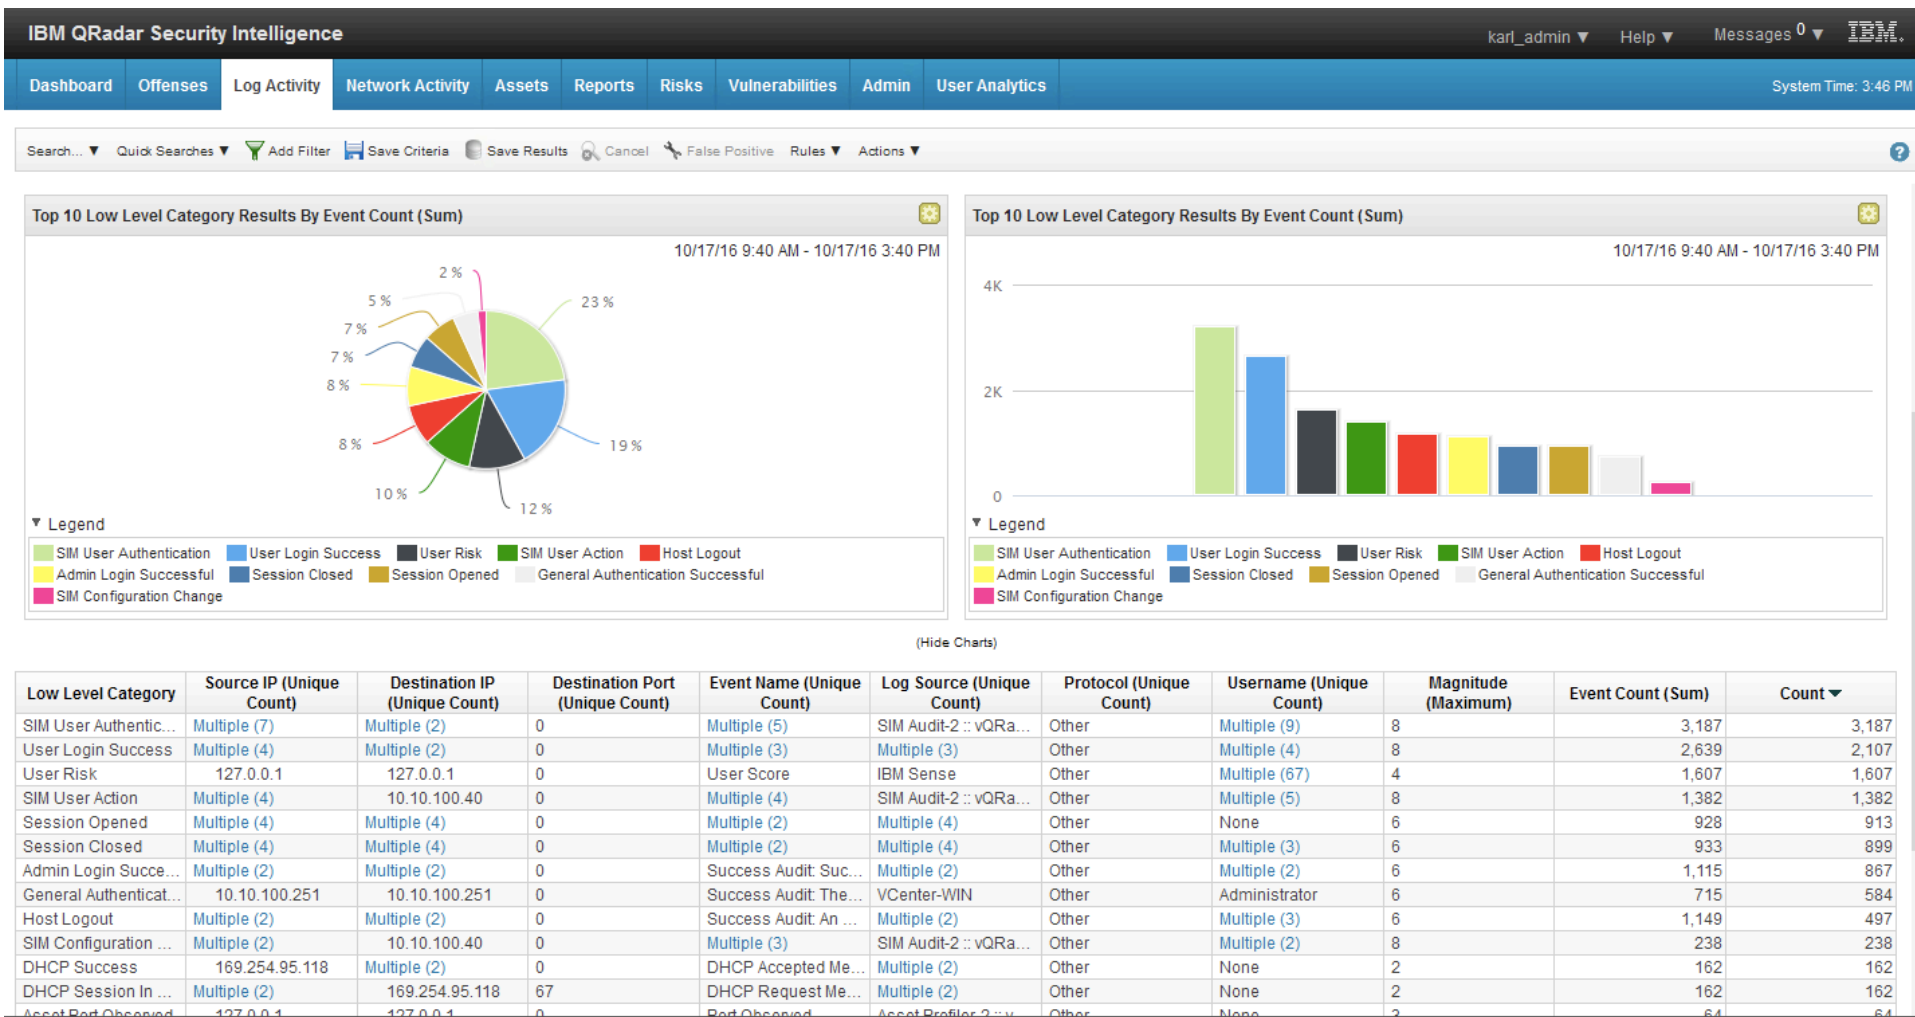 IBM QRadar Security Intelligence
karl_admin ▼ Help ▼ Messages 0 ▼ IBM.
Dashboard Offenses Log Activity Network Activity Assets Reports Risks Vulnerabilities Admin User Analytics System Time: 3:46 PM
Search... ▼ Quick Searches ▼ Add Filter Save Criteria Save Results Cancel False Positive Rules ▼ Actions ▼ ?
Top 10 Low Level Category Results By Event Count (Sum)
10/17/16 9:40 AM - 10/17/16 3:40 PM
2 %
5 %
23 %
7 %
7 %
8 %
8 %
19 %
10 %
12 %
▼ Legend
SIM User Authentication User Login Success User Risk SIM User Action Host Logout
Admin Login Successful Session Closed Session Opened General Authentication Successful
SIM Configuration Change
Top 10 Low Level Category Results By Event Count (Sum)
10/17/16 9:40 AM - 10/17/16 3:40 PM
4K
2K
0
▼ Legend
SIM User Authentication User Login Success User Risk SIM User Action Host Logout
Admin Login Successful Session Closed Session Opened General Authentication Successful
SIM Configuration Change
(Hide Charts)
Low Level Category Source IP (Unique Count) Destination IP (Unique Count) Destination Port (Unique Count) Event Name (Unique Count) Log Source (Unique Count) Protocol (Unique Count) Username (Unique Count) Magnitude (Maximum) Event Count (Sum) Count ▼
SIM User Authentic... Multiple (7) Multiple (2) 0 Multiple (5) SIM Audit-2 :: vQRa... Other Multiple (9) 8 3,187 3,187
User Login Success Multiple (4) Multiple (2) 0 Multiple (3) Multiple (3) Other Multiple (4) 8 2,639 2,107
User Risk 127.0.0.1 127.0.0.1 0 User Score IBM Sense Other Multiple (67) 4 1,607 1,607
SIM User Action Multiple (4) 10.10.100.40 0 Multiple (4) SIM Audit-2 :: vQRa... Other Multiple (5) 8 1,382 1,382
Session Opened Multiple (4) Multiple (4) 0 Multiple (2) Multiple (4) Other None 6 928 913
Session Closed Multiple (4) Multiple (4) 0 Multiple (2) Multiple (4) Other Multiple (3) 6 933 899
Admin Login Succe... Multiple (2) Multiple (2) 0 Success Audit: Suc... Multiple (2) Other Multiple (2) 6 1,115 867
General Authenticat... 10.10.100.251 10.10.100.251 0 Success Audit: The... VCenter-WIN Other Administrator 6 715 584
Host Logout Multiple (2) Multiple (2) 0 Success Audit: An ... Multiple (2) Other Multiple (3) 6 1,149 497
SIM Configuration ... Multiple (2) 10.10.100.40 0 Multiple (3) SIM Audit-2 :: vQRa... Other Multiple (2) 8 238 238
DHCP Success 169.254.95.118 Multiple (2) 0 DHCP Accepted Me... Multiple (2) Other None 2 162 162
DHCP Session In ... Multiple (2) 169.254.95.118 67 DHCP Request Me... Multiple (2) Other None 2 162 162
Asset Port Observed 127.0.0.1 127.0.0.1 0 Port Observed Asset Profiler-2 :: v... Other None 3 64 64